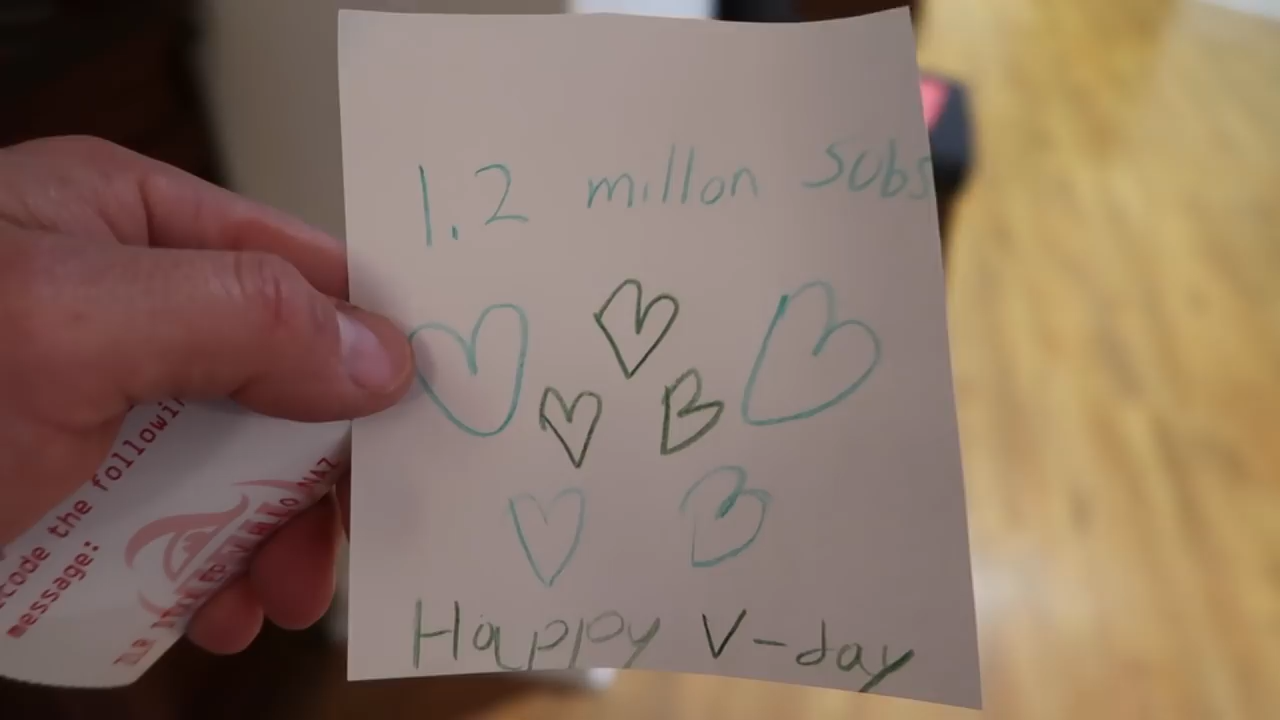 1.2 millon subs
Happy V-day
code the followi
message: